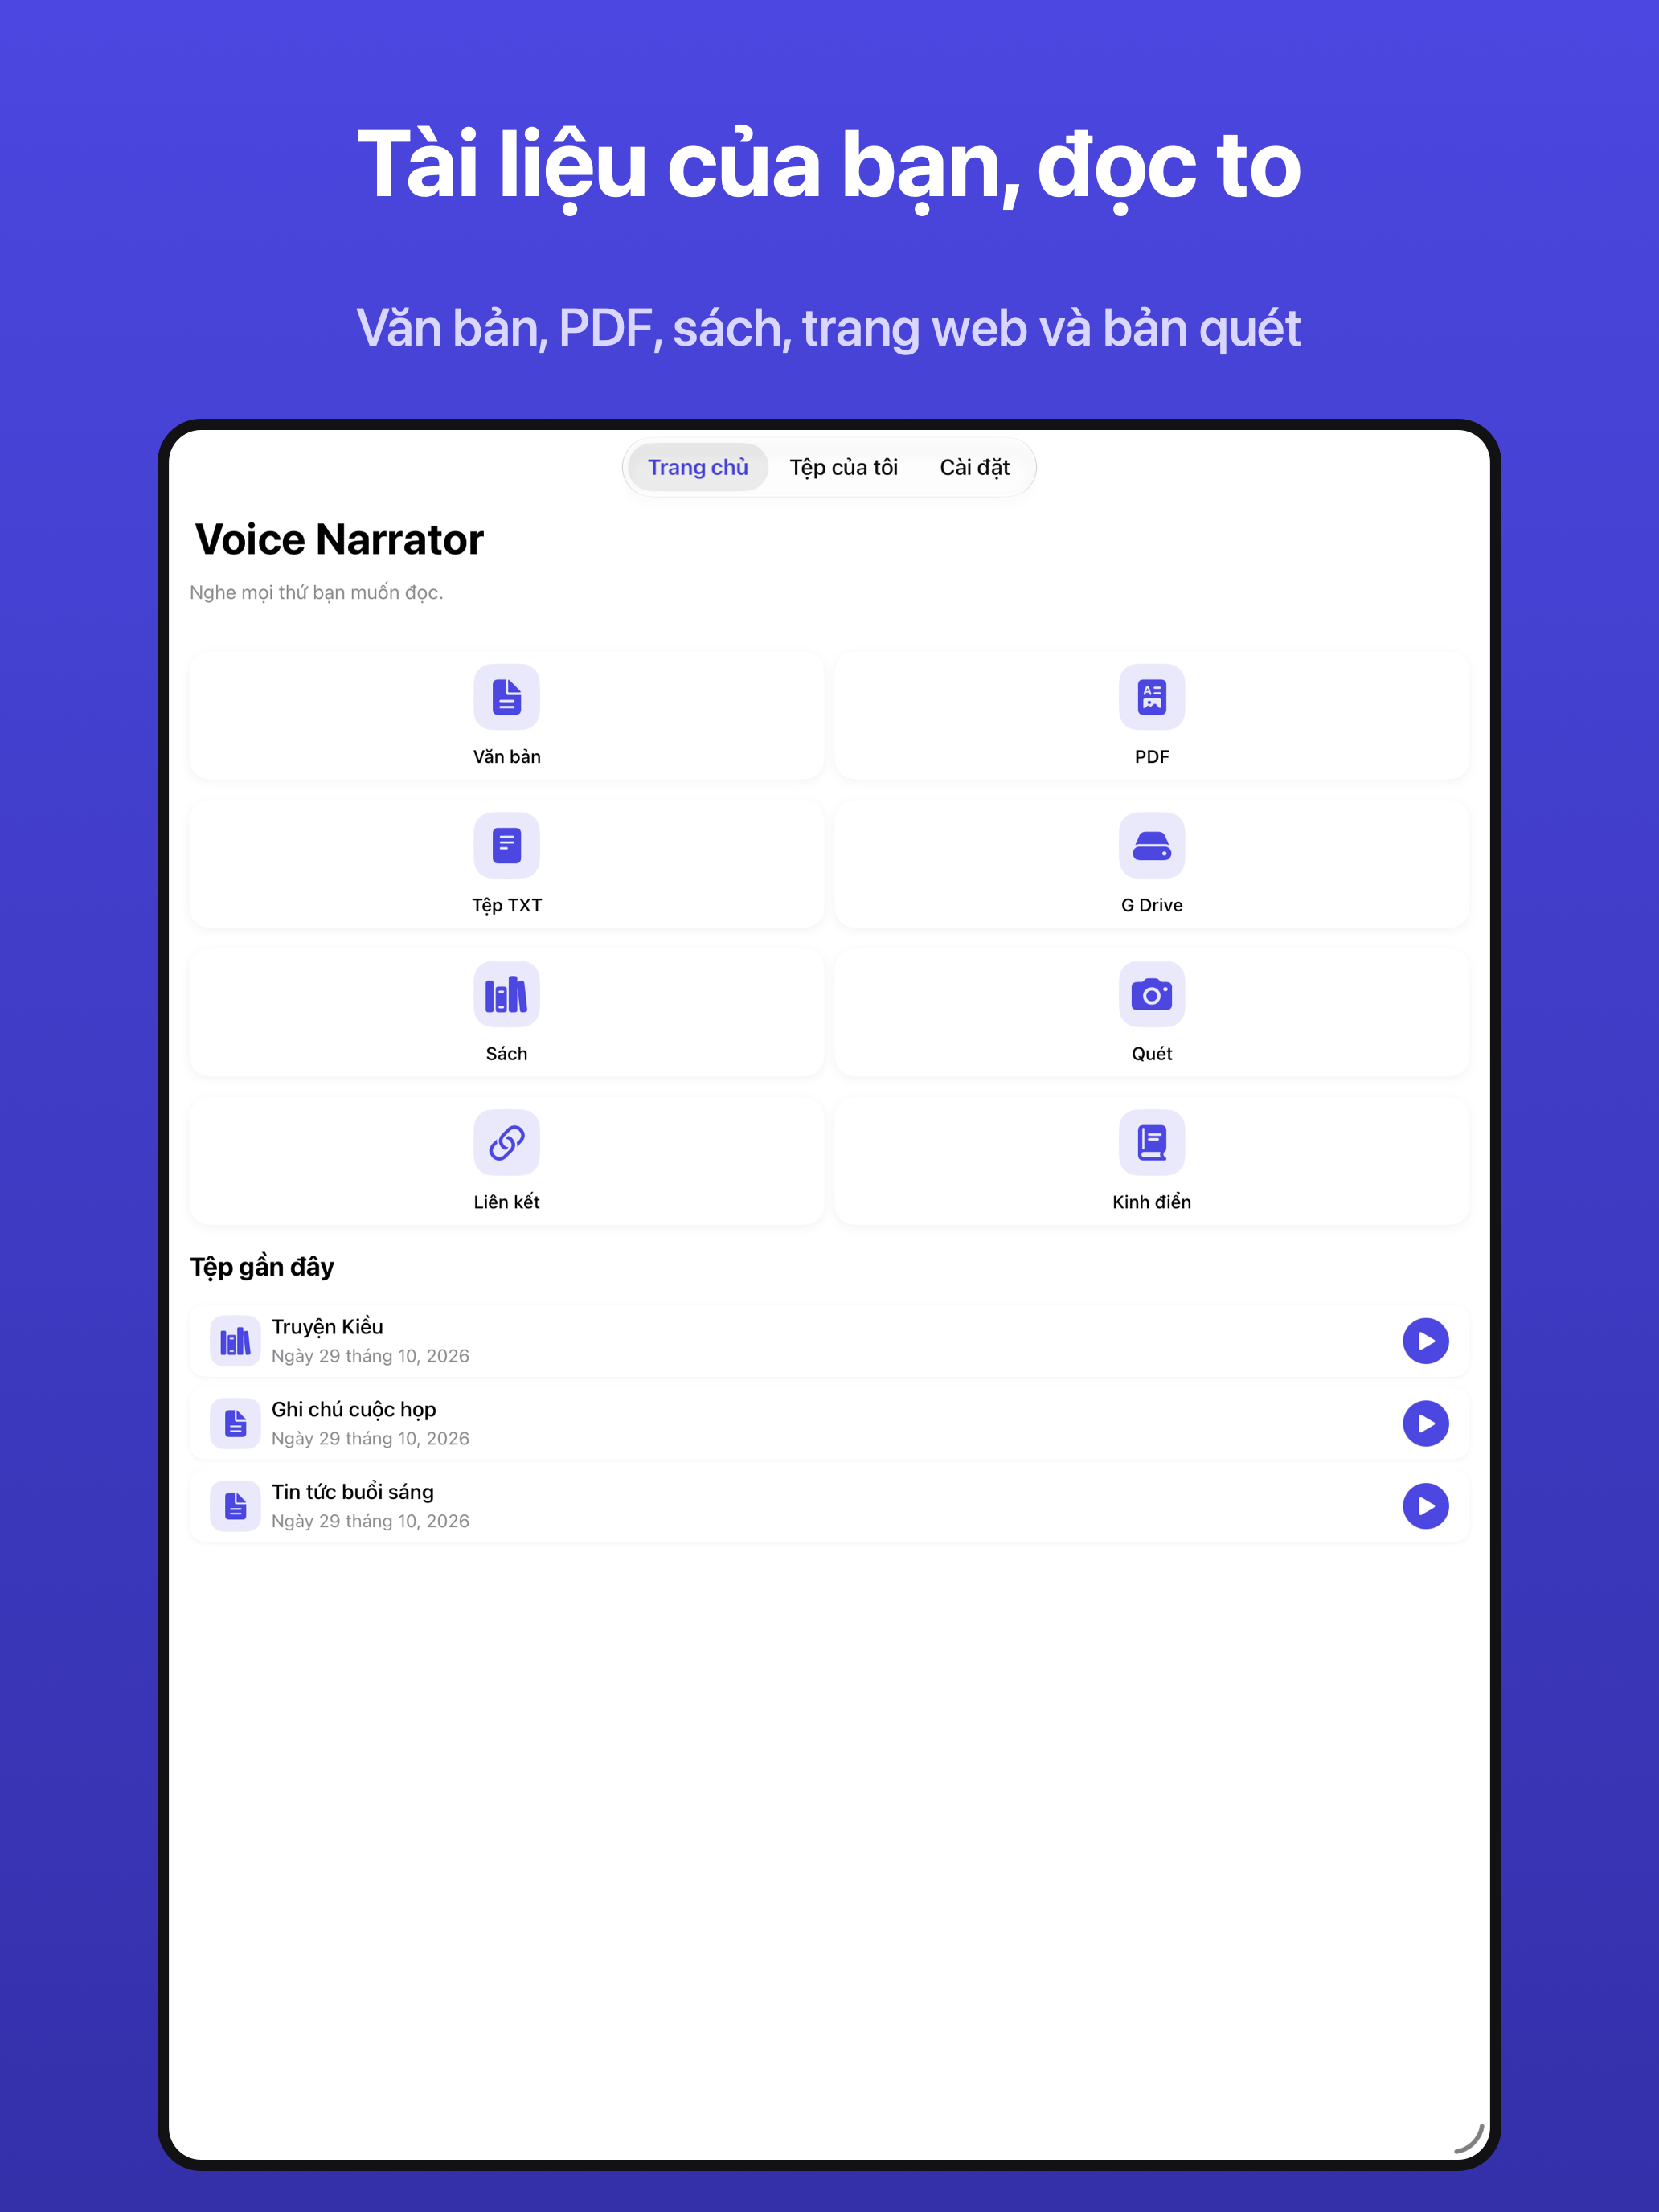 Tài liệu của bạn, đọc to
Văn bản, PDF, sách, trang web và bản quét
Trang chủ Tệp của tôi Cài đặt
Voice Narrator
Nghe mọi thứ bạn muốn đọc.
Văn bản PDF
Tệp TXT G Drive
Sách Quét
Liên kết Kinh điển
Tệp gần đây
Truyện Kiều
Ngày 29 tháng 10, 2026
Ghi chú cuộc họp
Ngày 29 tháng 10, 2026
Tin tức buổi sáng
Ngày 29 tháng 10, 2026